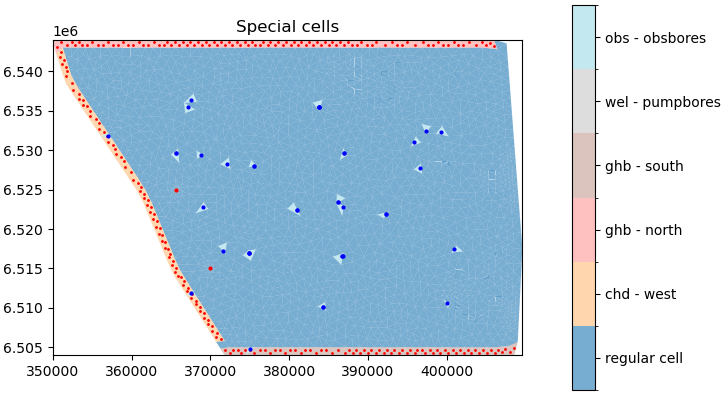 Special cells
1e6
6.540
6.535
6.530
6.525
6.520
6.515
6.510
6.505
350000 360000 370000 380000 390000 400000
obs - obsbores
wel - pumpbores
ghb - south
ghb - north
chd - west
regular cell